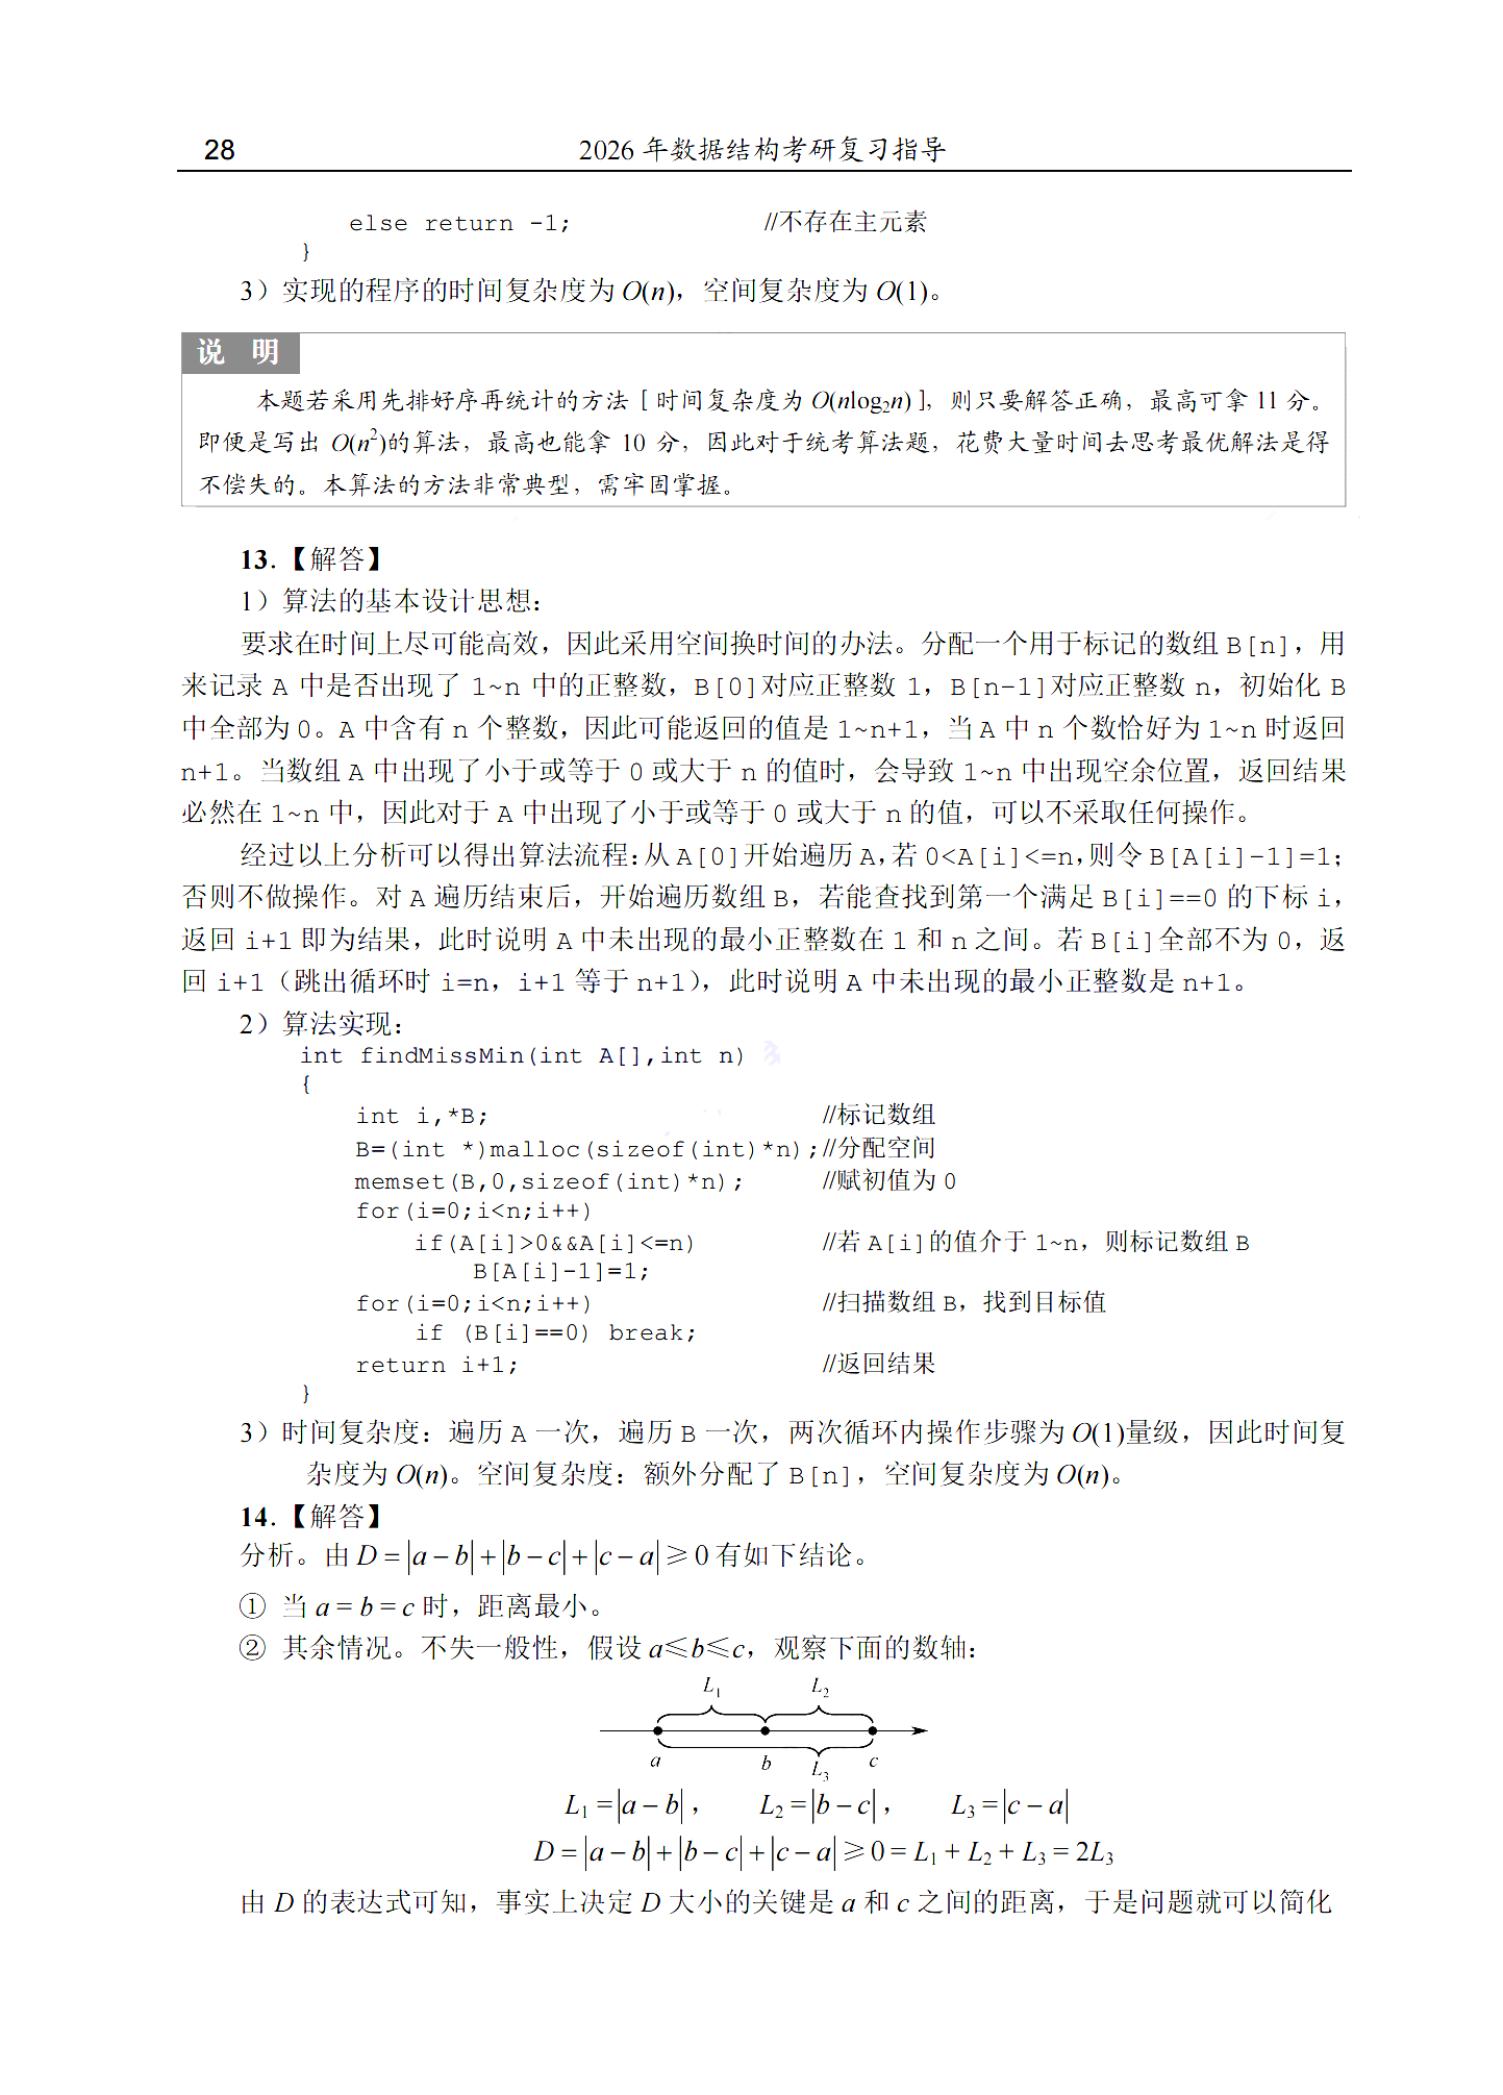 28 2026 年数据结构考研复习指导
else return -1; //不存在主元素
}
3）实现的程序的时间复杂度为 O(n)，空间复杂度为 O(1)。
说 明
本题若采用先排好序再统计的方法［时间复杂度为 O(nlog₂n)］，则只要解答正确，最高可拿 11 分。
即便是写出 O(n²)的算法，最高也能拿 10 分，因此对于统考算法题，花费大量时间去思考最优解法是得
不偿失的。本算法的方法非常典型，需牢固掌握。
13.【解答】
1）算法的基本设计思想：
要求在时间上尽可能高效，因此采用空间换时间的办法。分配一个用于标记的数组 B[n]，用
来记录 A 中是否出现了 1~n 中的正整数，B[0]对应正整数 1，B[n-1]对应正整数 n，初始化 B
中全部为 0。A 中含有 n 个整数，因此可能返回的值是 1~n+1，当 A 中 n 个数恰好为 1~n 时返回
n+1。当数组 A 中出现了小于或等于 0 或大于 n 的值时，会导致 1~n 中出现空余位置，返回结果
必然在 1~n 中，因此对于 A 中出现了小于或等于 0 或大于 n 的值，可以不采取任何操作。
经过以上分析可以得出算法流程：从 A[0]开始遍历 A，若 0<A[i]<=n，则令 B[A[i]-1]=1；
否则不做操作。对 A 遍历结束后，开始遍历数组 B，若能查找到第一个满足 B[i]==0 的下标 i，
返回 i+1 即为结果，此时说明 A 中未出现的最小正整数在 1 和 n 之间。若 B[i]全部不为 0，返
回 i+1（跳出循环时 i=n，i+1 等于 n+1），此时说明 A 中未出现的最小正整数是 n+1。
2）算法实现：
int findMissMin(int A[],int n)
{
int i,*B; //标记数组
B=(int *)malloc(sizeof(int)*n);//分配空间
memset(B,0,sizeof(int)*n); //赋初值为 0
for(i=0;i<n;i++)
if(A[i]>0&&A[i]<=n) //若 A[i]的值介于 1~n，则标记数组 B
B[A[i]-1]=1;
for(i=0;i<n;i++) //扫描数组 B，找到目标值
if (B[i]==0) break;
return i+1; //返回结果
}
3）时间复杂度：遍历 A 一次，遍历 B 一次，两次循环内操作步骤为 O(1)量级，因此时间复
杂度为 O(n)。空间复杂度：额外分配了 B[n]，空间复杂度为 O(n)。
14.【解答】
分析。由 D = |a − b| + |b − c| + |c − a| ⩾ 0 有如下结论。
① 当 a = b = c 时，距离最小。
② 其余情况。不失一般性，假设 a⩽b⩽c，观察下面的数轴：
L₁ L₂
a b L₃ c
L₁ = |a − b|， L₂ = |b − c|， L₃ = |c − a|
D = |a − b| + |b − c| + |c − a| ⩾ 0 = L₁ + L₂ + L₃ = 2L₃
由 D 的表达式可知，事实上决定 D 大小的关键是 a 和 c 之间的距离，于是问题就可以简化